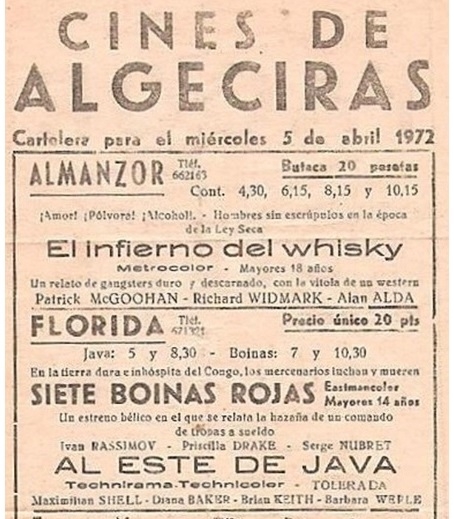 CINES DE
ALGECIRAS
Cartelera para el miércoles 5 de abril 1972
ALMANZOR Tlef. 662163 Butaca 20 pesetas
Cont. 4,30, 6,15, 8,15 y 10,15
¡Amor! ¡Pólvora! ¡Alcohol!. - Hombres sin escrúpulos en la época
de la Ley Seca
El infierno del whisky
Metrocolor - Mayores 18 años
Un relato de gangsters duro y descarnado, con la vitola de un western
Patrick McGOOHAN - Richard WIDMARK - Alan ALDA
FLORIDA Tlef. Precio único 20 pts
Java: 5 y 8,30 - Boinas: 7 y 10,30
En la tierra dura e inhóspita del Congo, los mercenarios luchan y mueren
SIETE BOINAS ROJAS Eastmancolor
Mayores 14 años
Un estreno bélico en el que se relata la hazaña de un comando
de tropas a sueldo
Ivan RASSIMOV - Priscilla DRAKE - Serge NUBRET
AL ESTE DE JAVA
Technirama-Technicolor - TOLERADA
Maximilian SHELL - Diana BAKER - Brian KEITH - Barbara WERLE